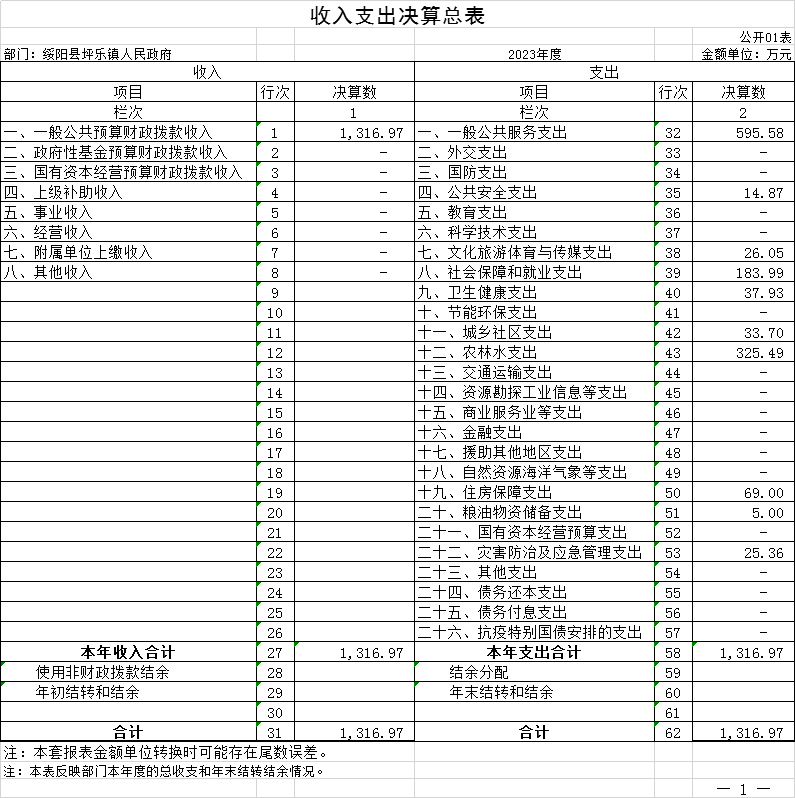 收入支出决算总表
公开01表
部门：绥阳县坪乐镇人民政府 2023年度 金额单位：万元
收入 支出
项目 行次 决算数 项目 行次 决算数
栏次 1 栏次 2
一、一般公共预算财政拨款收入 1 1,316.97 一、一般公共服务支出 32 595.58
二、政府性基金预算财政拨款收入 2 - 二、外交支出 33 -
三、国有资本经营预算财政拨款收入 3 - 三、国防支出 34 -
四、上级补助收入 4 - 四、公共安全支出 35 14.87
五、事业收入 5 - 五、教育支出 36 -
六、经营收入 6 - 六、科学技术支出 37 -
七、附属单位上缴收入 7 - 七、文化旅游体育与传媒支出 38 26.05
八、其他收入 8 - 八、社会保障和就业支出 39 183.99
9 九、卫生健康支出 40 37.93
10 十、节能环保支出 41 -
11 十一、城乡社区支出 42 33.70
12 十二、农林水支出 43 325.49
13 十三、交通运输支出 44 -
14 十四、资源勘探工业信息等支出 45 -
15 十五、商业服务业等支出 46 -
16 十六、金融支出 47 -
17 十七、援助其他地区支出 48 -
18 十八、自然资源海洋气象等支出 49 -
19 十九、住房保障支出 50 69.00
20 二十、粮油物资储备支出 51 5.00
21 二十一、国有资本经营预算支出 52 -
22 二十二、灾害防治及应急管理支出 53 25.36
23 二十三、其他支出 54 -
24 二十四、债务还本支出 55 -
25 二十五、债务付息支出 56 -
26 二十六、抗疫特别国债安排的支出 57 -
本年收入合计 27 1,316.97 本年支出合计 58 1,316.97
使用非财政拨款结余 28 结余分配 59
年初结转和结余 29 年末结转和结余 60
30 61
合计 31 1,316.97 合计 62 1,316.97
注：本套报表金额单位转换时可能存在尾数误差。
注：本表反映部门本年度的总收支和年末结转结余情况。
— 1 —